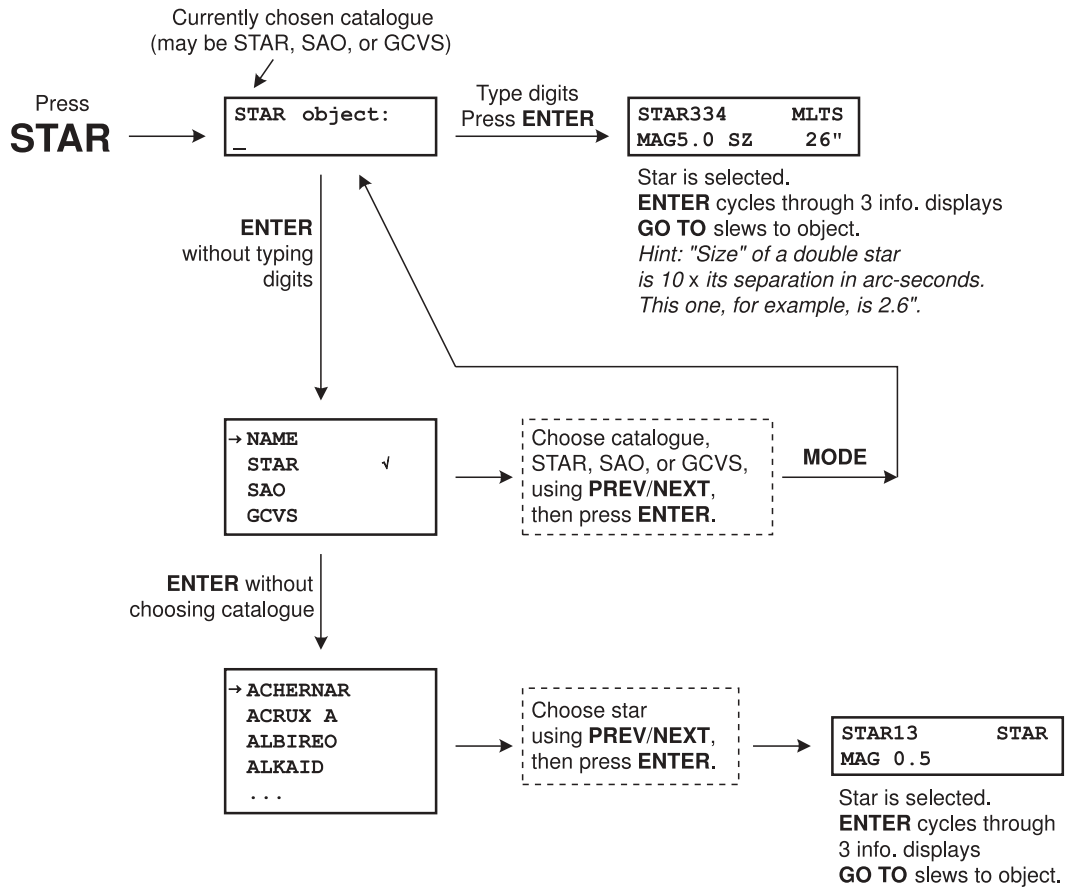 Currently chosen catalogue
(may be STAR, SAO, or GCVS)
Press
STAR
STAR object:
_
Type digits
Press ENTER
STAR334 MLTS
MAG5.0 SZ 26"
Star is selected.
ENTER cycles through 3 info. displays
GO TO slews to object.
Hint: "Size" of a double star
is 10 x its separation in arc-seconds.
This one, for example, is 2.6".
ENTER
without typing
digits
→ NAME
STAR √
SAO
GCVS
Choose catalogue,
STAR, SAO, or GCVS,
using PREV/NEXT,
then press ENTER.
MODE
ENTER without
choosing catalogue
→ ACHERNAR
ACRUX A
ALBIREO
ALKAID
...
Choose star
using PREV/NEXT,
then press ENTER.
STAR13 STAR
MAG 0.5
Star is selected.
ENTER cycles through
3 info. displays
GO TO slews to object.